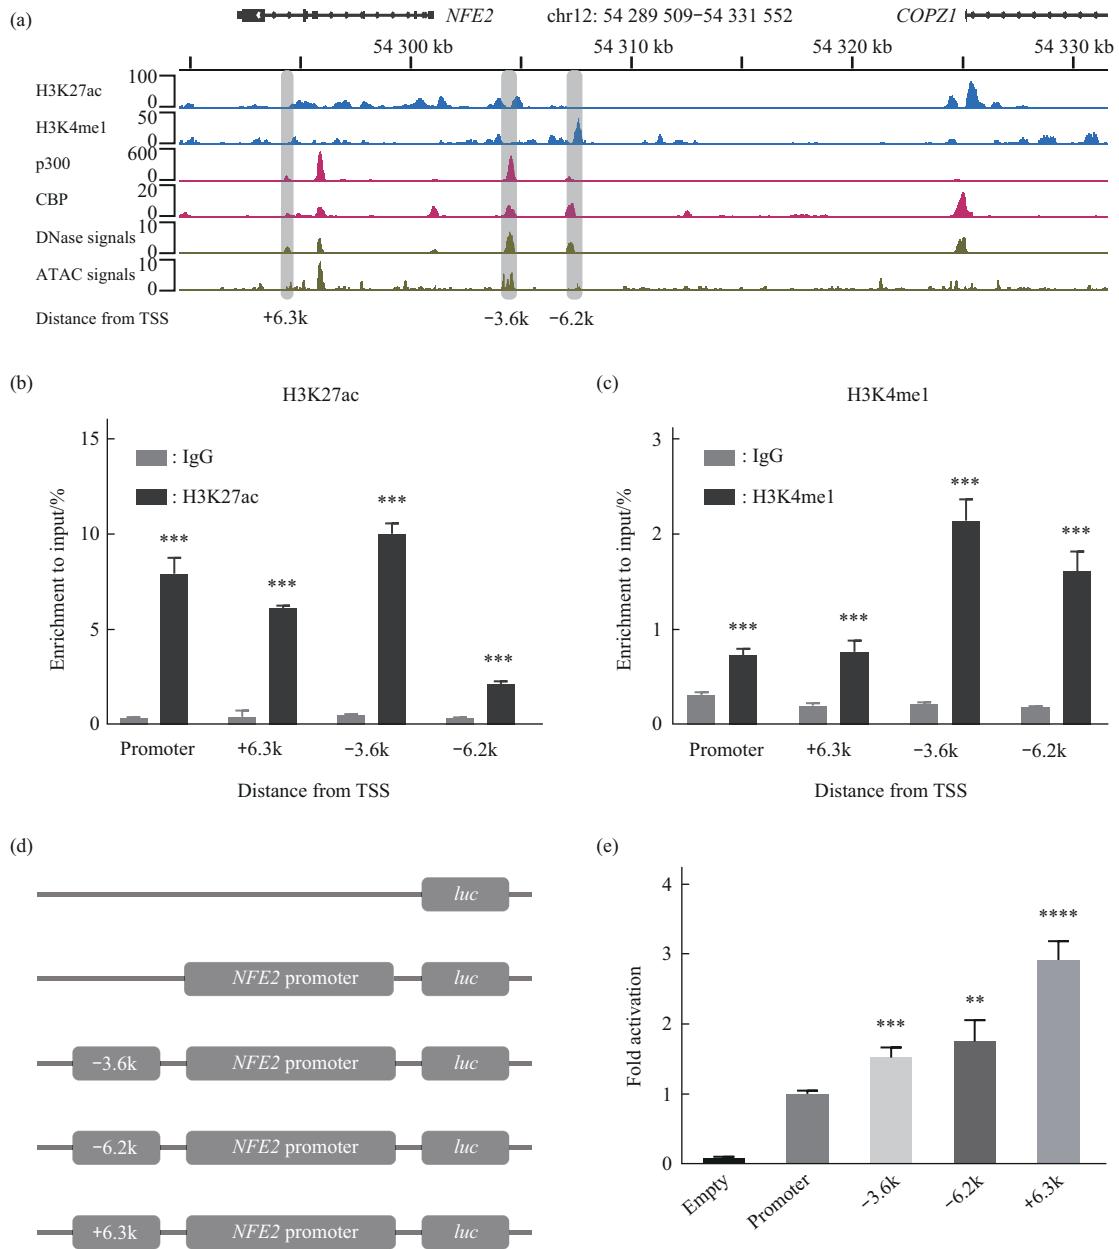 (a)
NFE2
chr12: 54 289 509−54 331 552
COPZ1
54 300 kb
54 310 kb
54 320 kb
54 330 kb
H3K27ac
100
0
H3K4me1
50
0
p300
600
0
CBP
20
0
DNase signals
10
0
ATAC signals
10
0
Distance from TSS
+6.3k
−3.6k
−6.2k
(b)
H3K27ac
Enrichment to input/%
15
10
5
0
: IgG
: H3K27ac
***
***
***
***
Promoter
+6.3k
−3.6k
−6.2k
Distance from TSS
(c)
H3K4me1
Enrichment to input/%
3
2
1
0
: IgG
: H3K4me1
***
***
***
***
Promoter
+6.3k
−3.6k
−6.2k
Distance from TSS
(d)
luc
NFE2 promoter
luc
−3.6k
NFE2 promoter
luc
−6.2k
NFE2 promoter
luc
+6.3k
NFE2 promoter
luc
(e)
Fold activation
4
3
2
1
0
***
**
****
Empty
Promoter
−3.6k
−6.2k
+6.3k